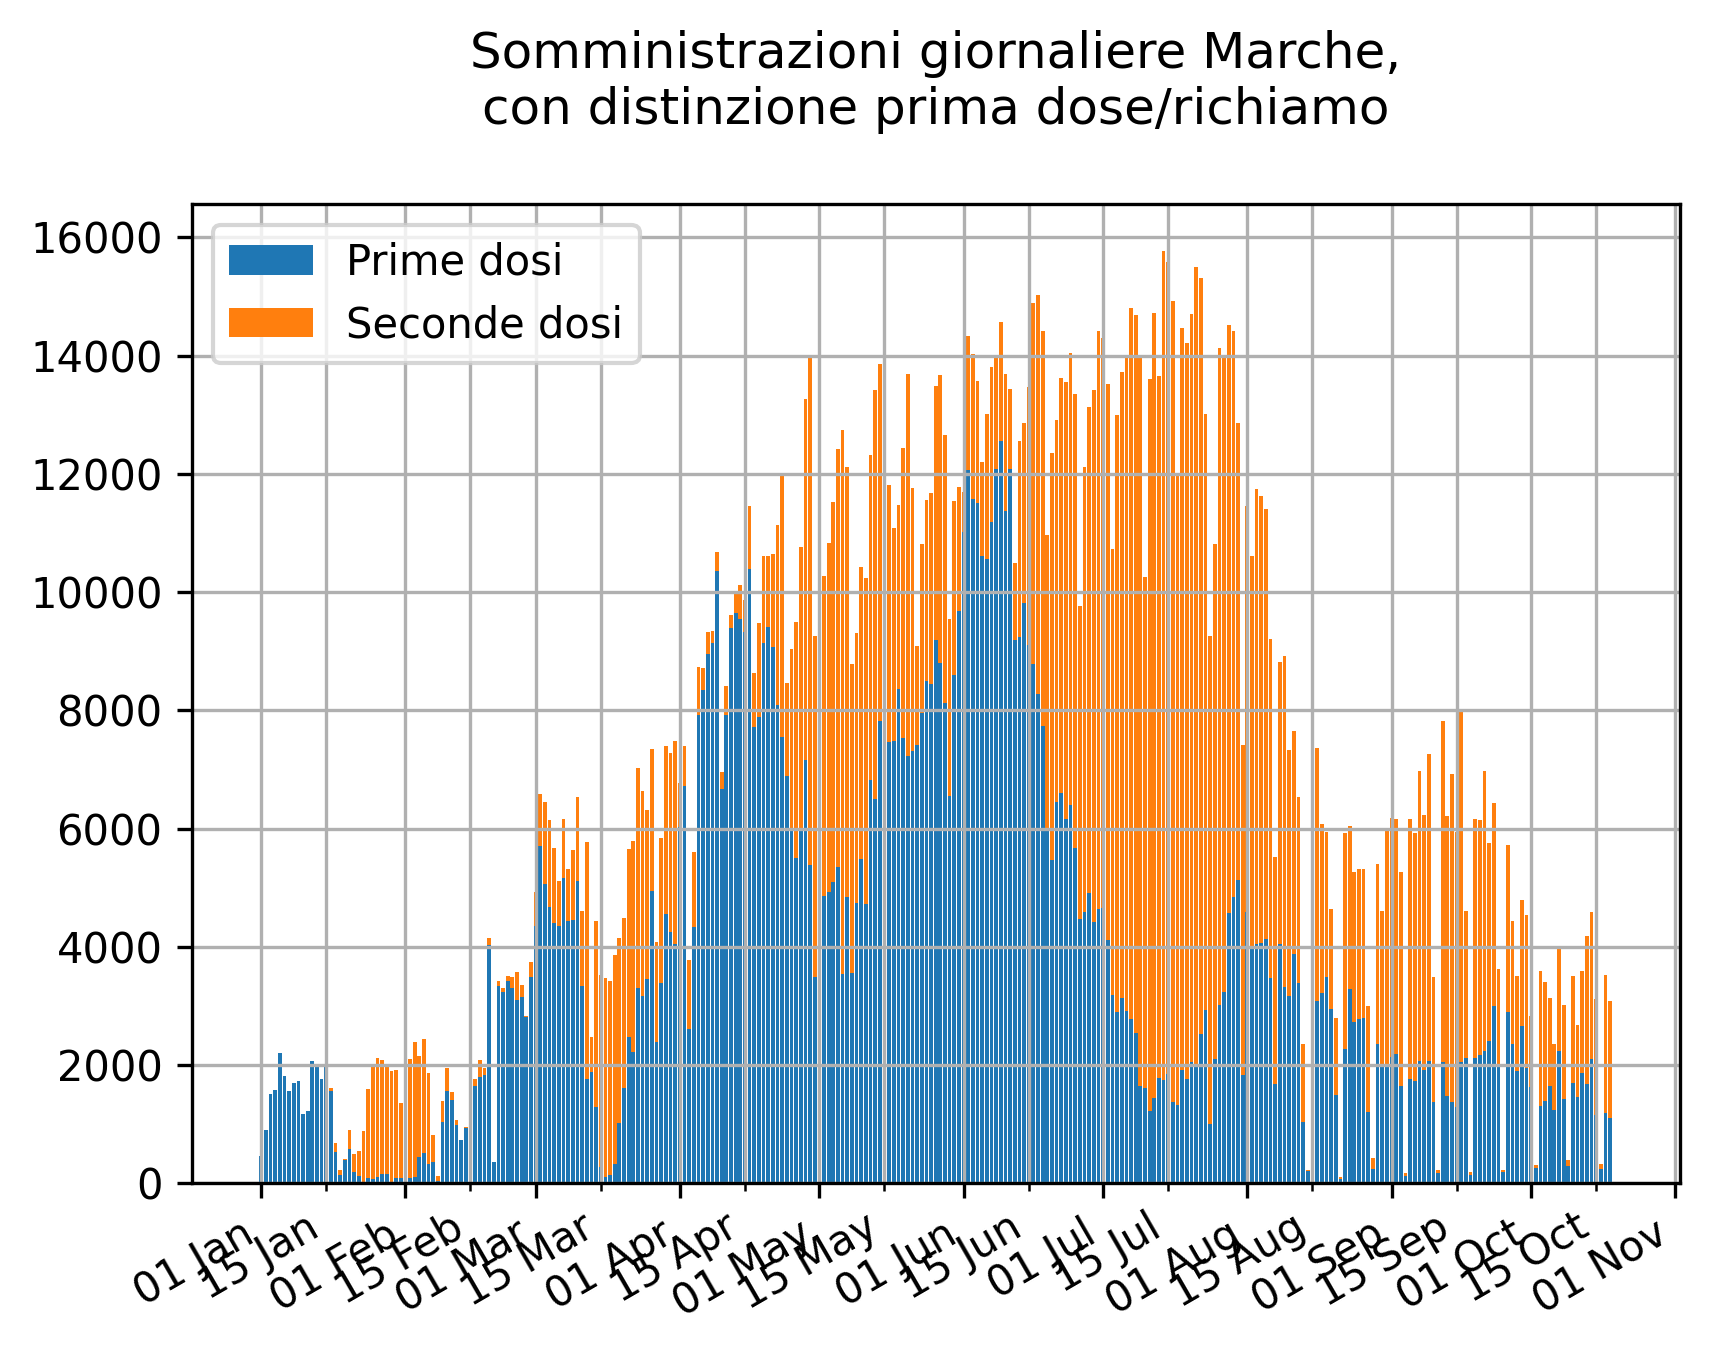 Somministrazioni giornaliere Marche,
con distinzione prima dose/richiamo
16000
14000
12000
10000
8000
6000
4000
2000
0
Prime dosi
Seconde dosi
01 Jan
15 Jan
01 Feb
15 Feb
01 Mar
15 Mar
01 Apr
15 Apr
01 May
15 May
01 Jun
15 Jun
01 Jul
15 Jul
01 Aug
15 Aug
01 Sep
15 Sep
01 Oct
15 Oct
01 Nov